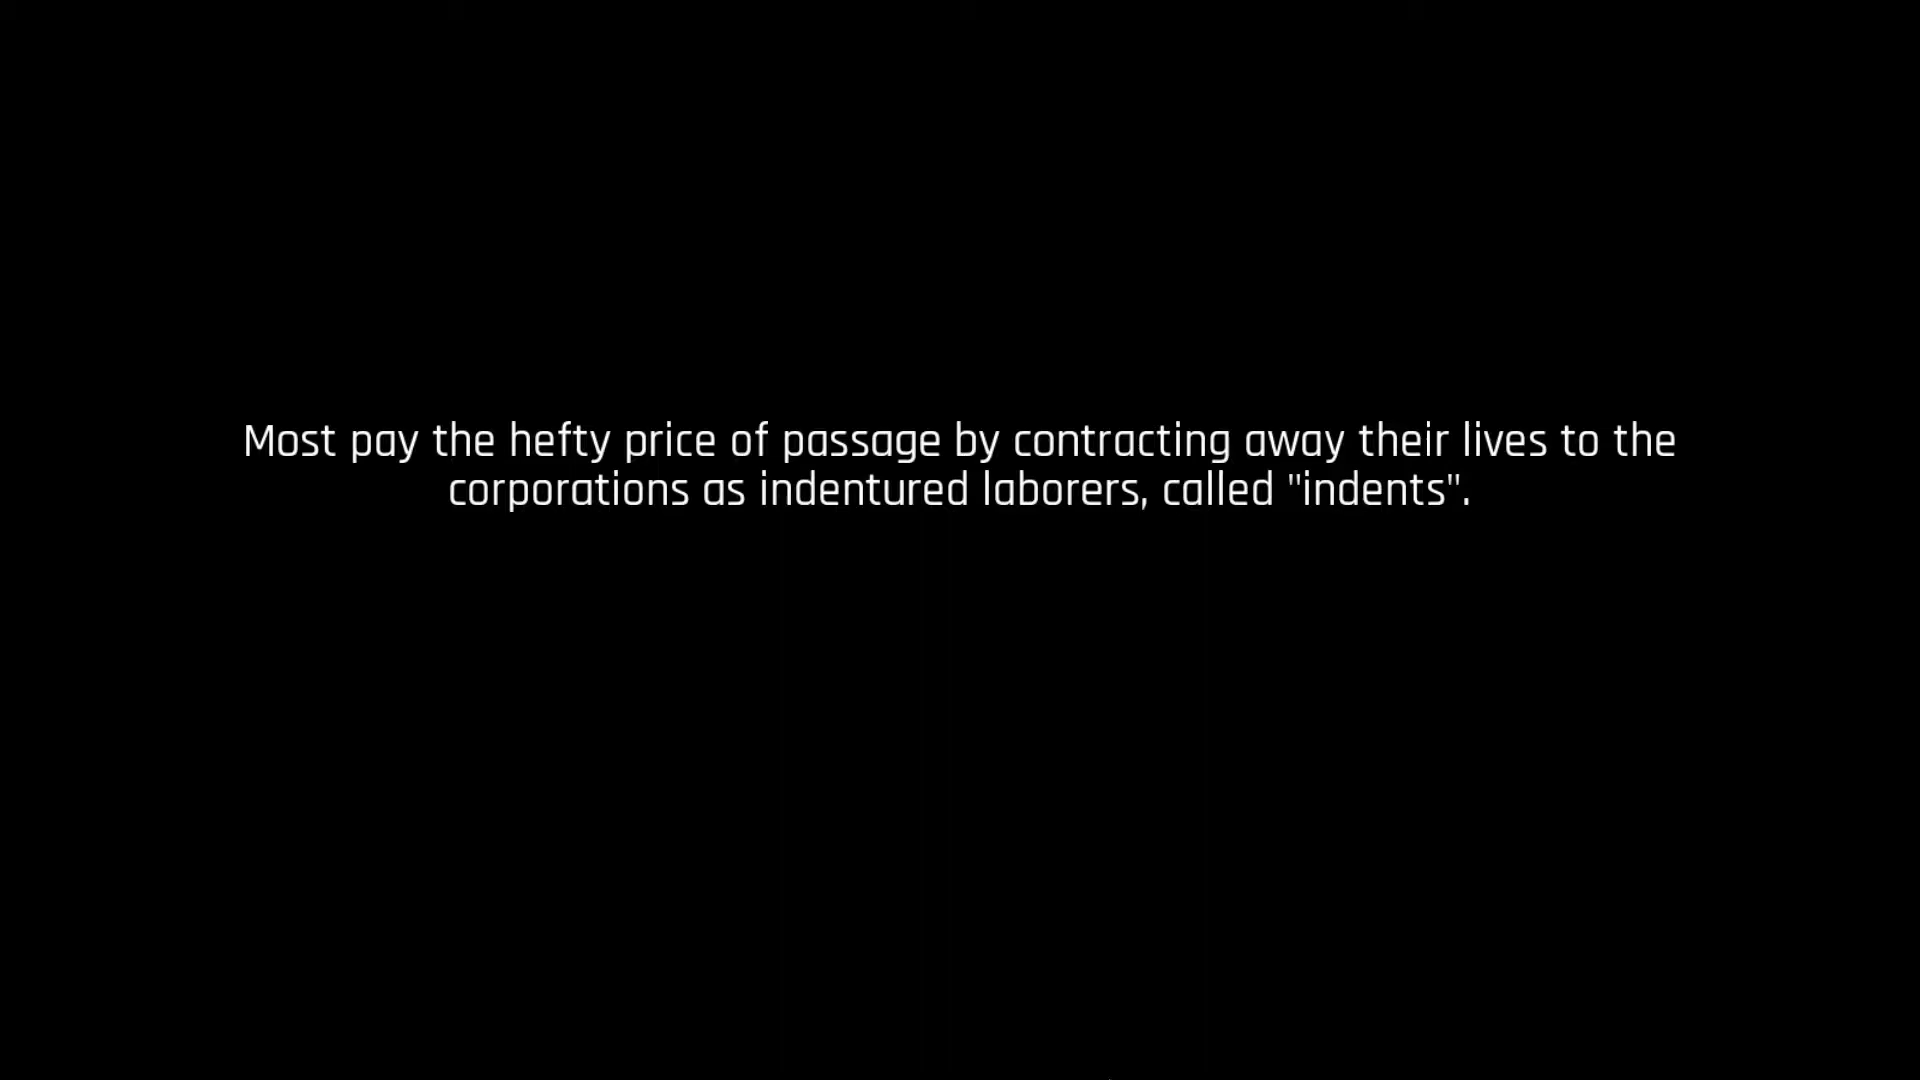 Most pay the hefty price of passage by contracting away their lives to the
corporations as indentured laborers, called "indents".